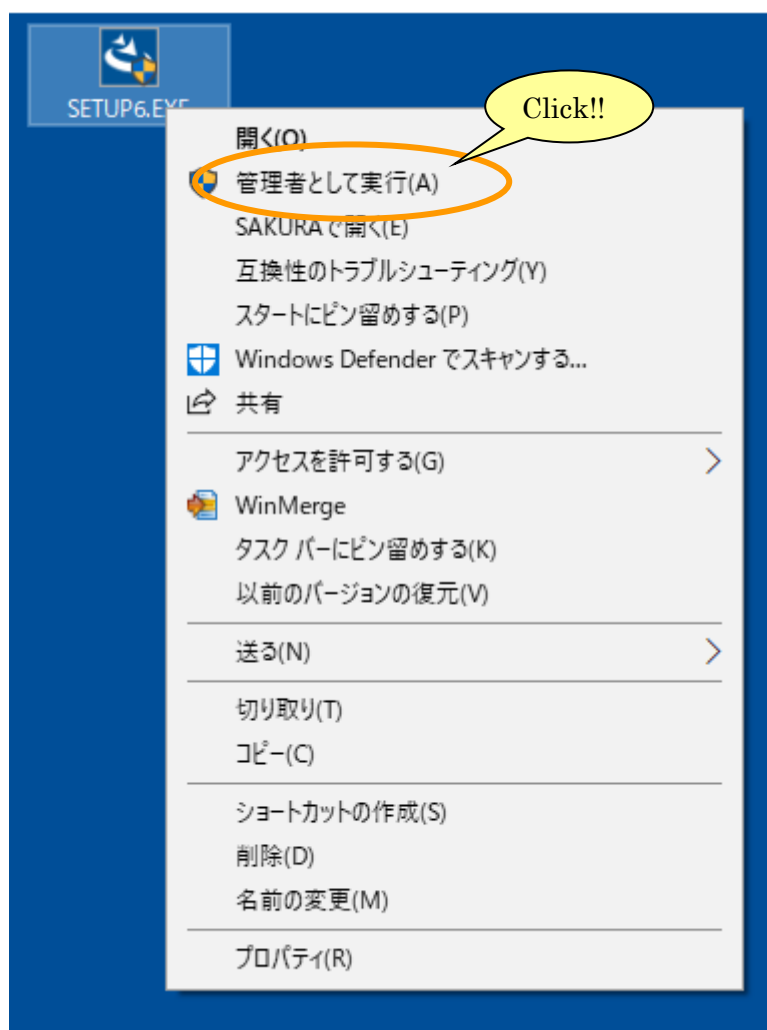 SETUP6.EXE
Click!!
開く(O)
管理者として実行(A)
SAKURAで開く(E)
互換性のトラブルシューティング(Y)
スタートにピン留めする(P)
Windows Defender でスキャンする...
共有
アクセスを許可する(G)
WinMerge
タスク バーにピン留めする(K)
以前のバージョンの復元(V)
送る(N)
切り取り(T)
コピー(C)
ショートカットの作成(S)
削除(D)
名前の変更(M)
プロパティ(R)